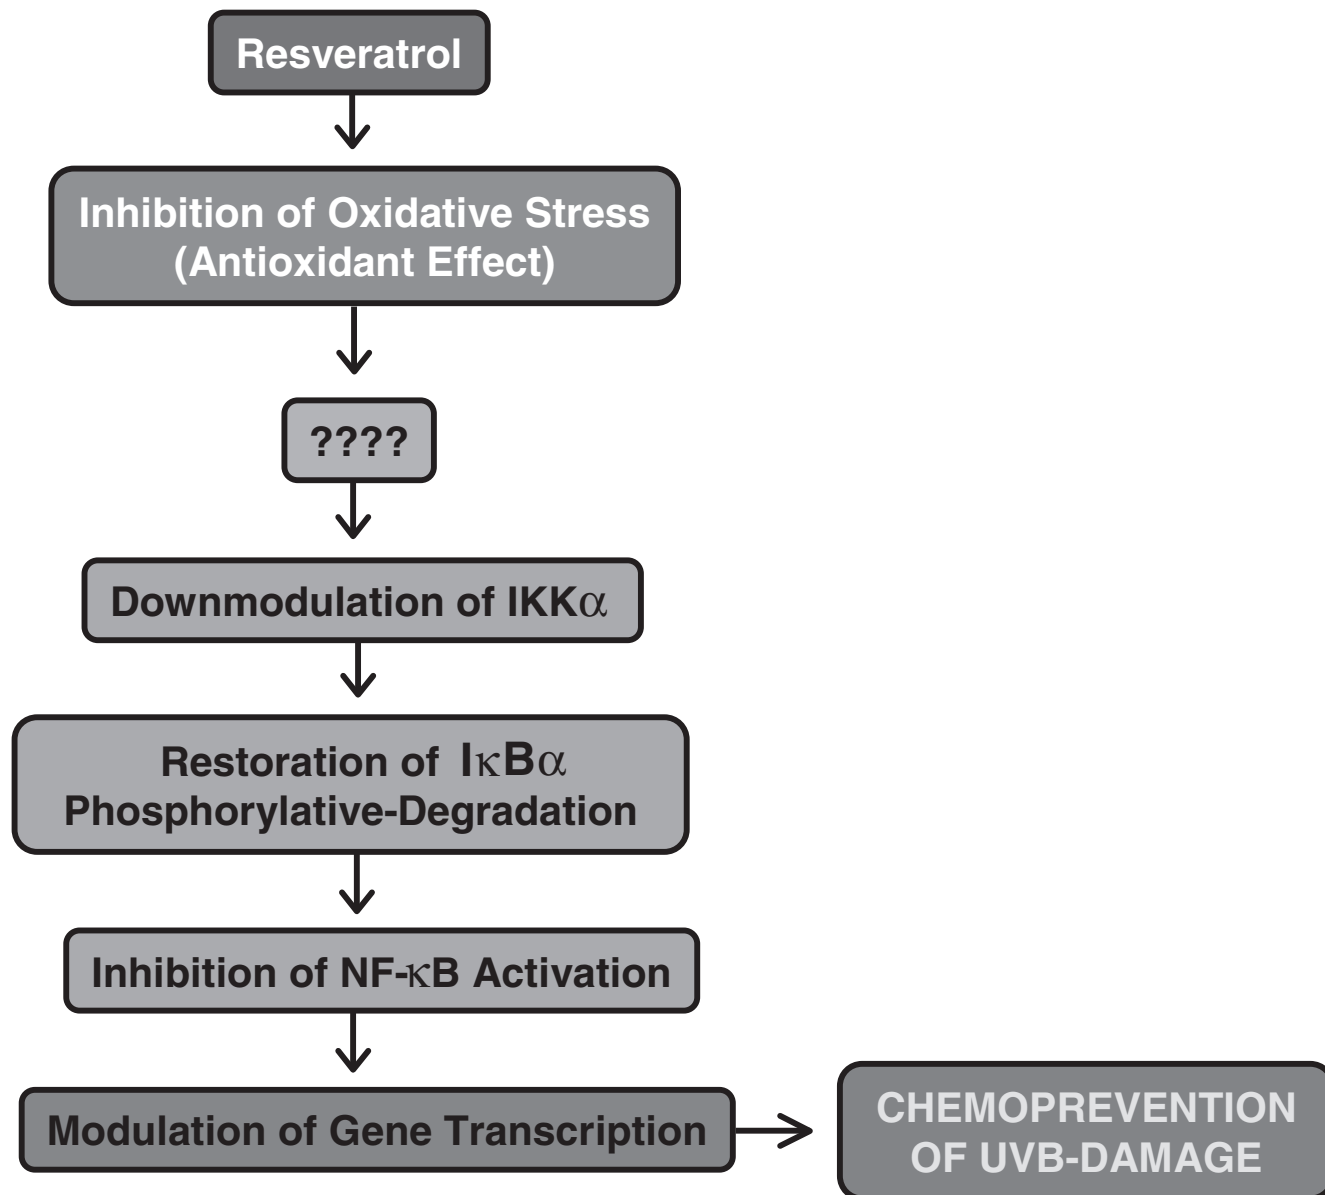 Resveratrol
Inhibition of Oxidative Stress
(Antioxidant Effect)
????
Downmodulation of IKKα
Restoration of IκBα
Phosphorylative-Degradation
Inhibition of NF-κB Activation
Modulation of Gene Transcription
CHEMOPREVENTION
OF UVB-DAMAGE